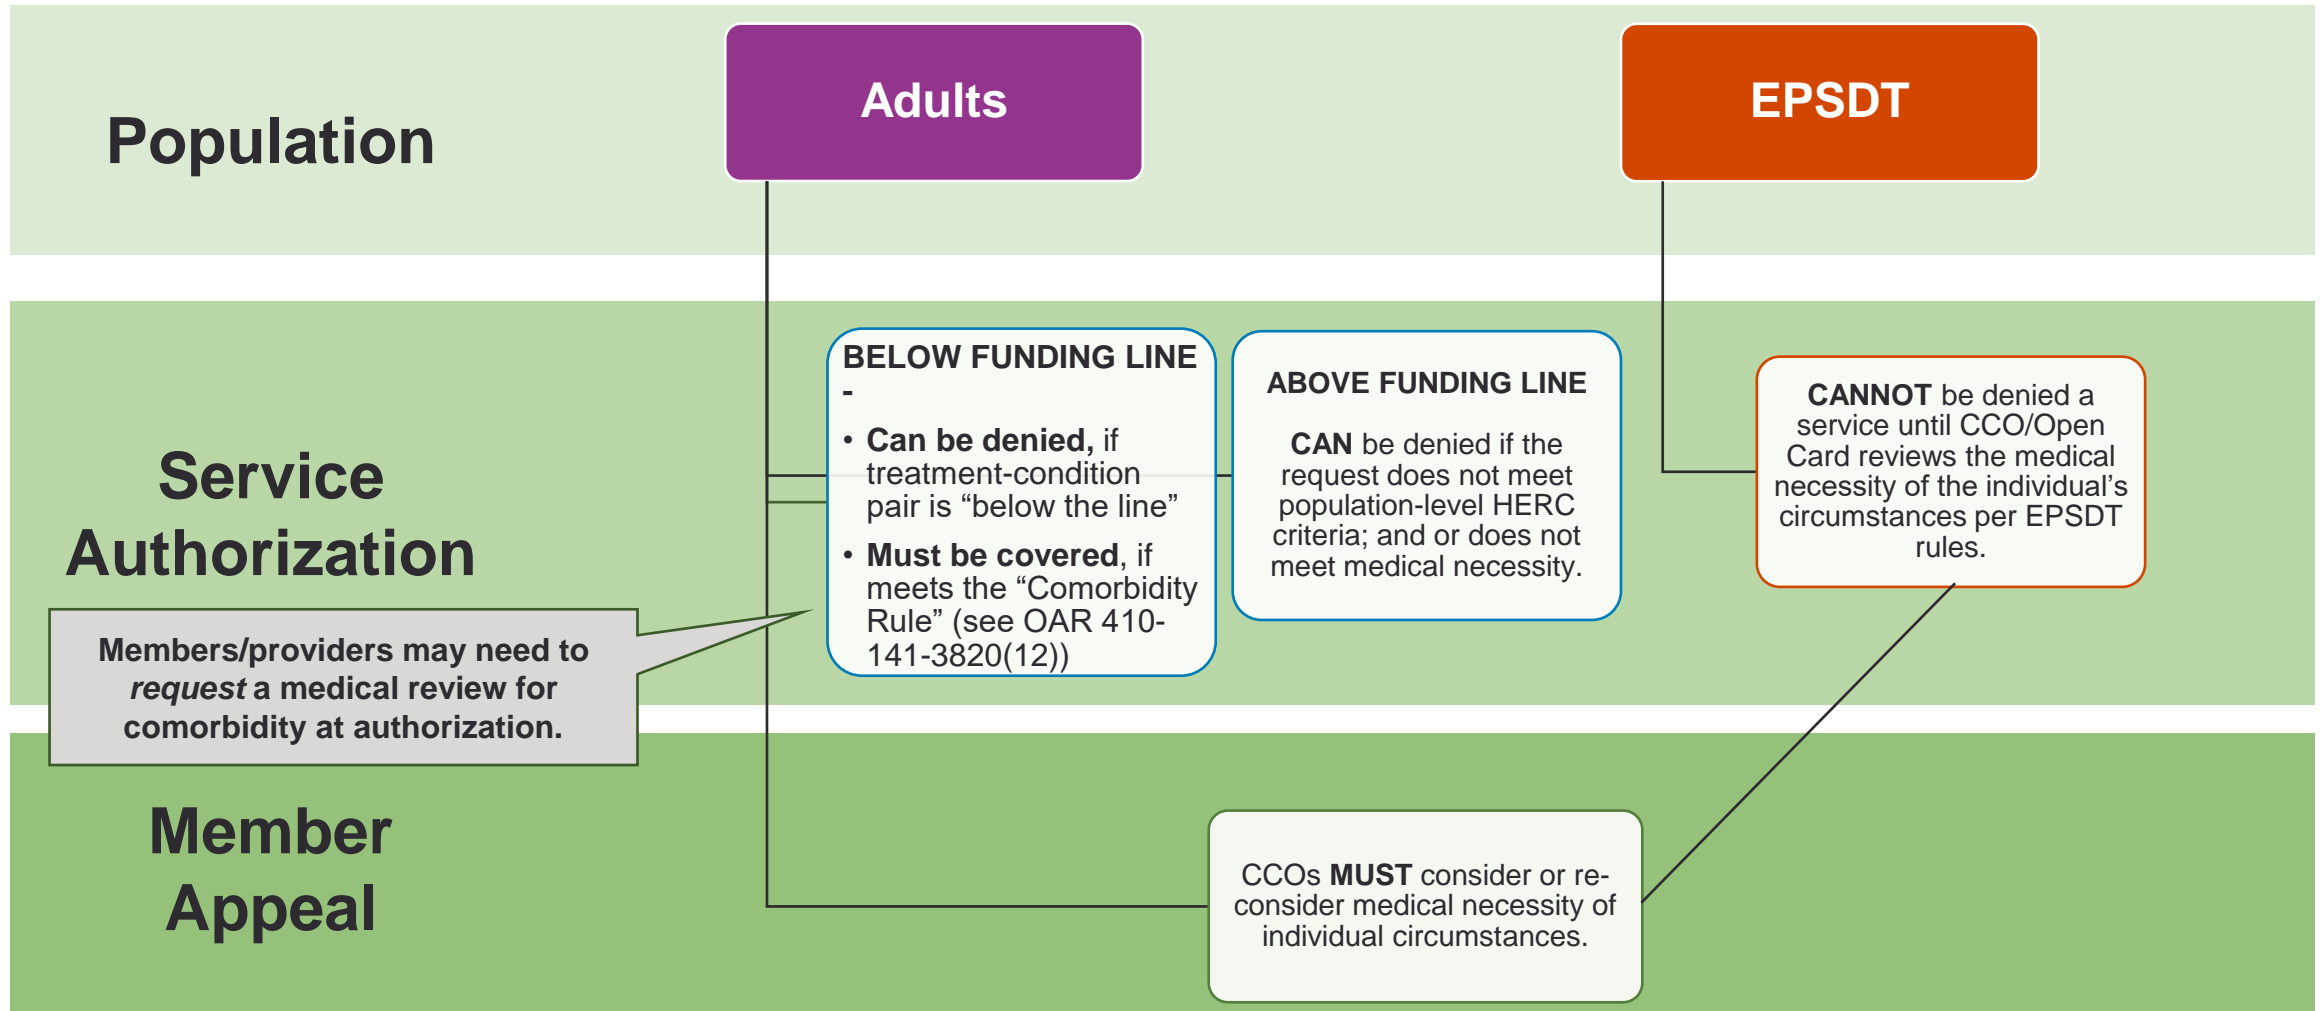 Population
Adults
EPSDT
Service
Authorization
BELOW FUNDING LINE
-
• Can be denied, if
treatment-condition
pair is “below the line”
• Must be covered, if
meets the “Comorbidity
Rule” (see OAR 410-
141-3820(12))
ABOVE FUNDING LINE
CAN be denied if the
request does not meet
population-level HERC
criteria; and or does not
meet medical necessity.
CANNOT be denied a
service until CCO/Open
Card reviews the medical
necessity of the individual’s
circumstances per EPSDT
rules.
Members/providers may need to
request a medical review for
comorbidity at authorization.
Member
Appeal
CCOs MUST consider or re-
consider medical necessity of
individual circumstances.